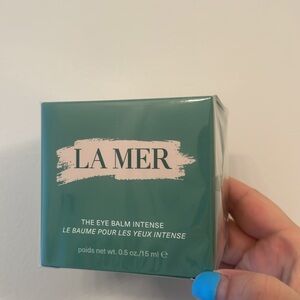 LA MER
THE EYE BALM INTENSE
LE BAUME POUR LES YEUX INTENSE
poids net wt. 0.5 oz./15 ml ℮